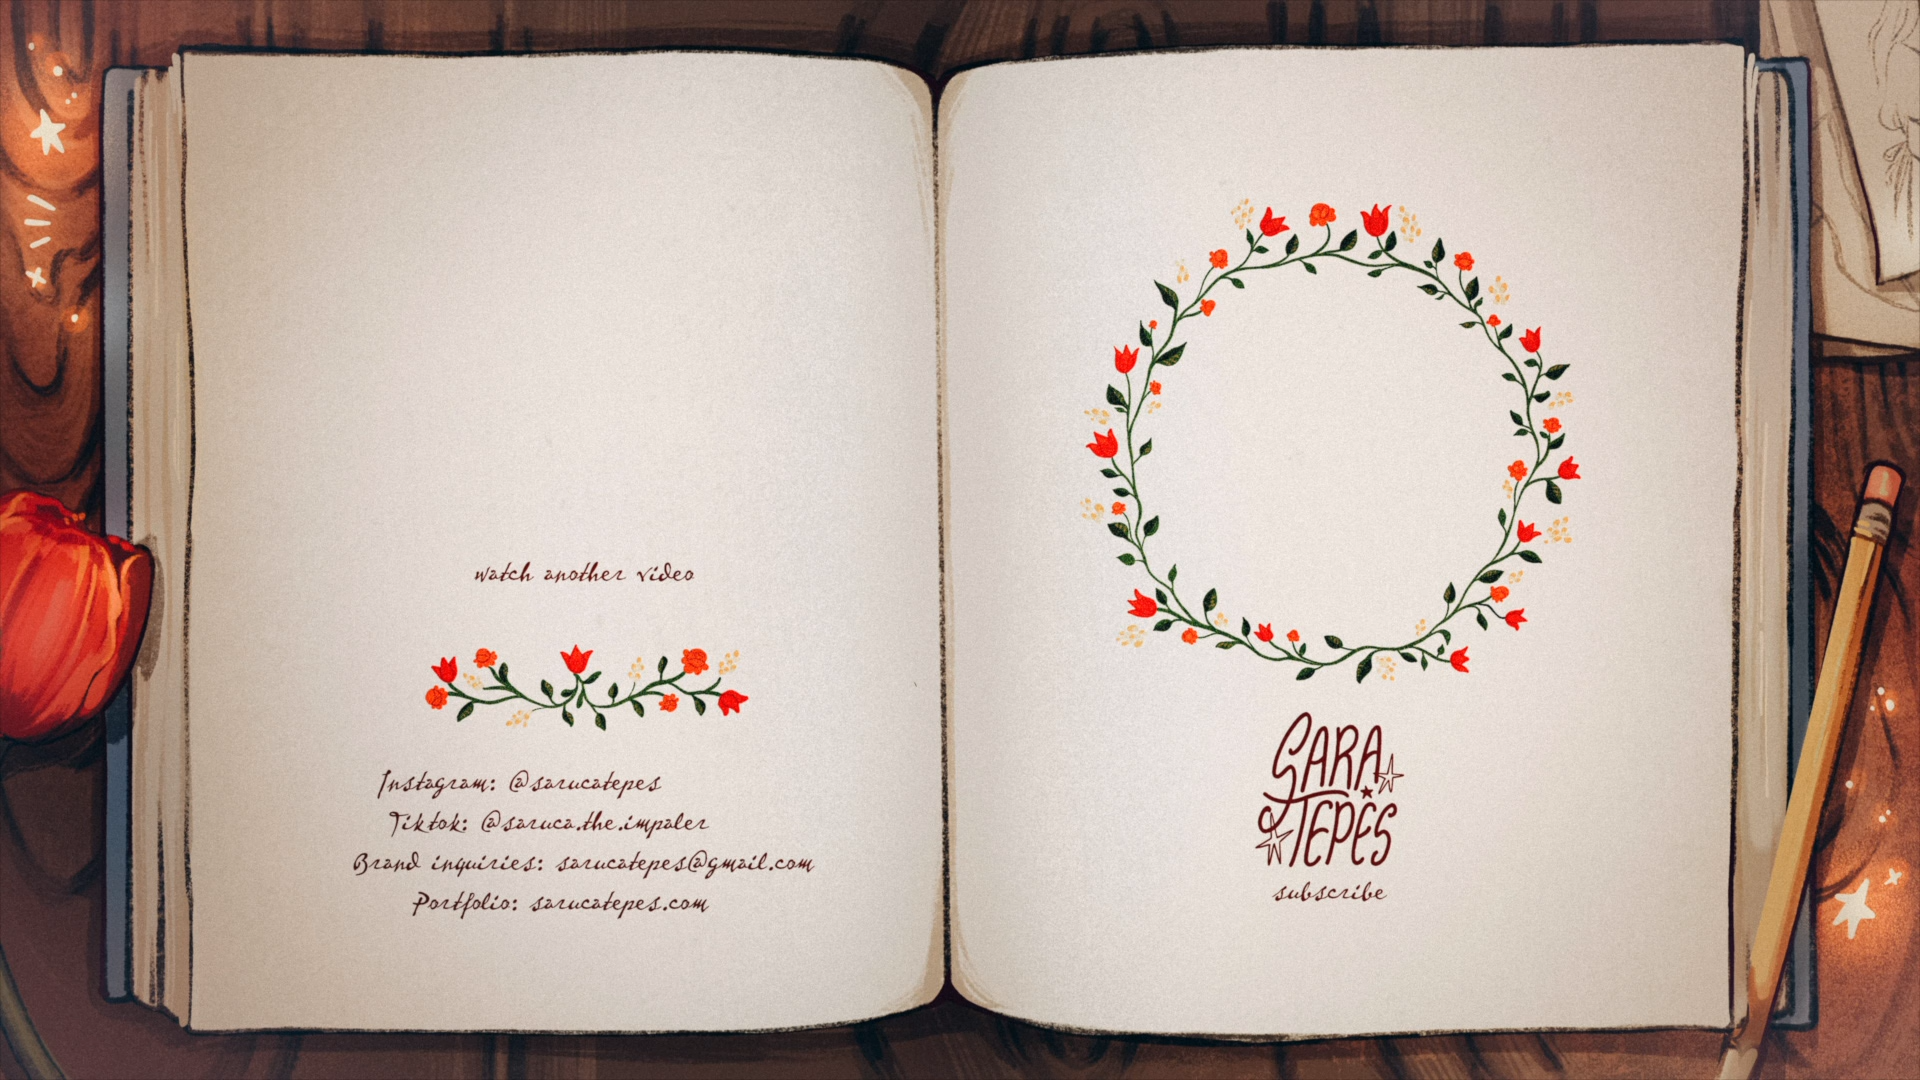 watch another video
Instagram: @sarucatepes
Tiktok: @saruca.the.impaler
Brand inquiries: sarucatepes@gmail.com
Portfolio: sarucatepes.com
SARA
TEPES
subscribe